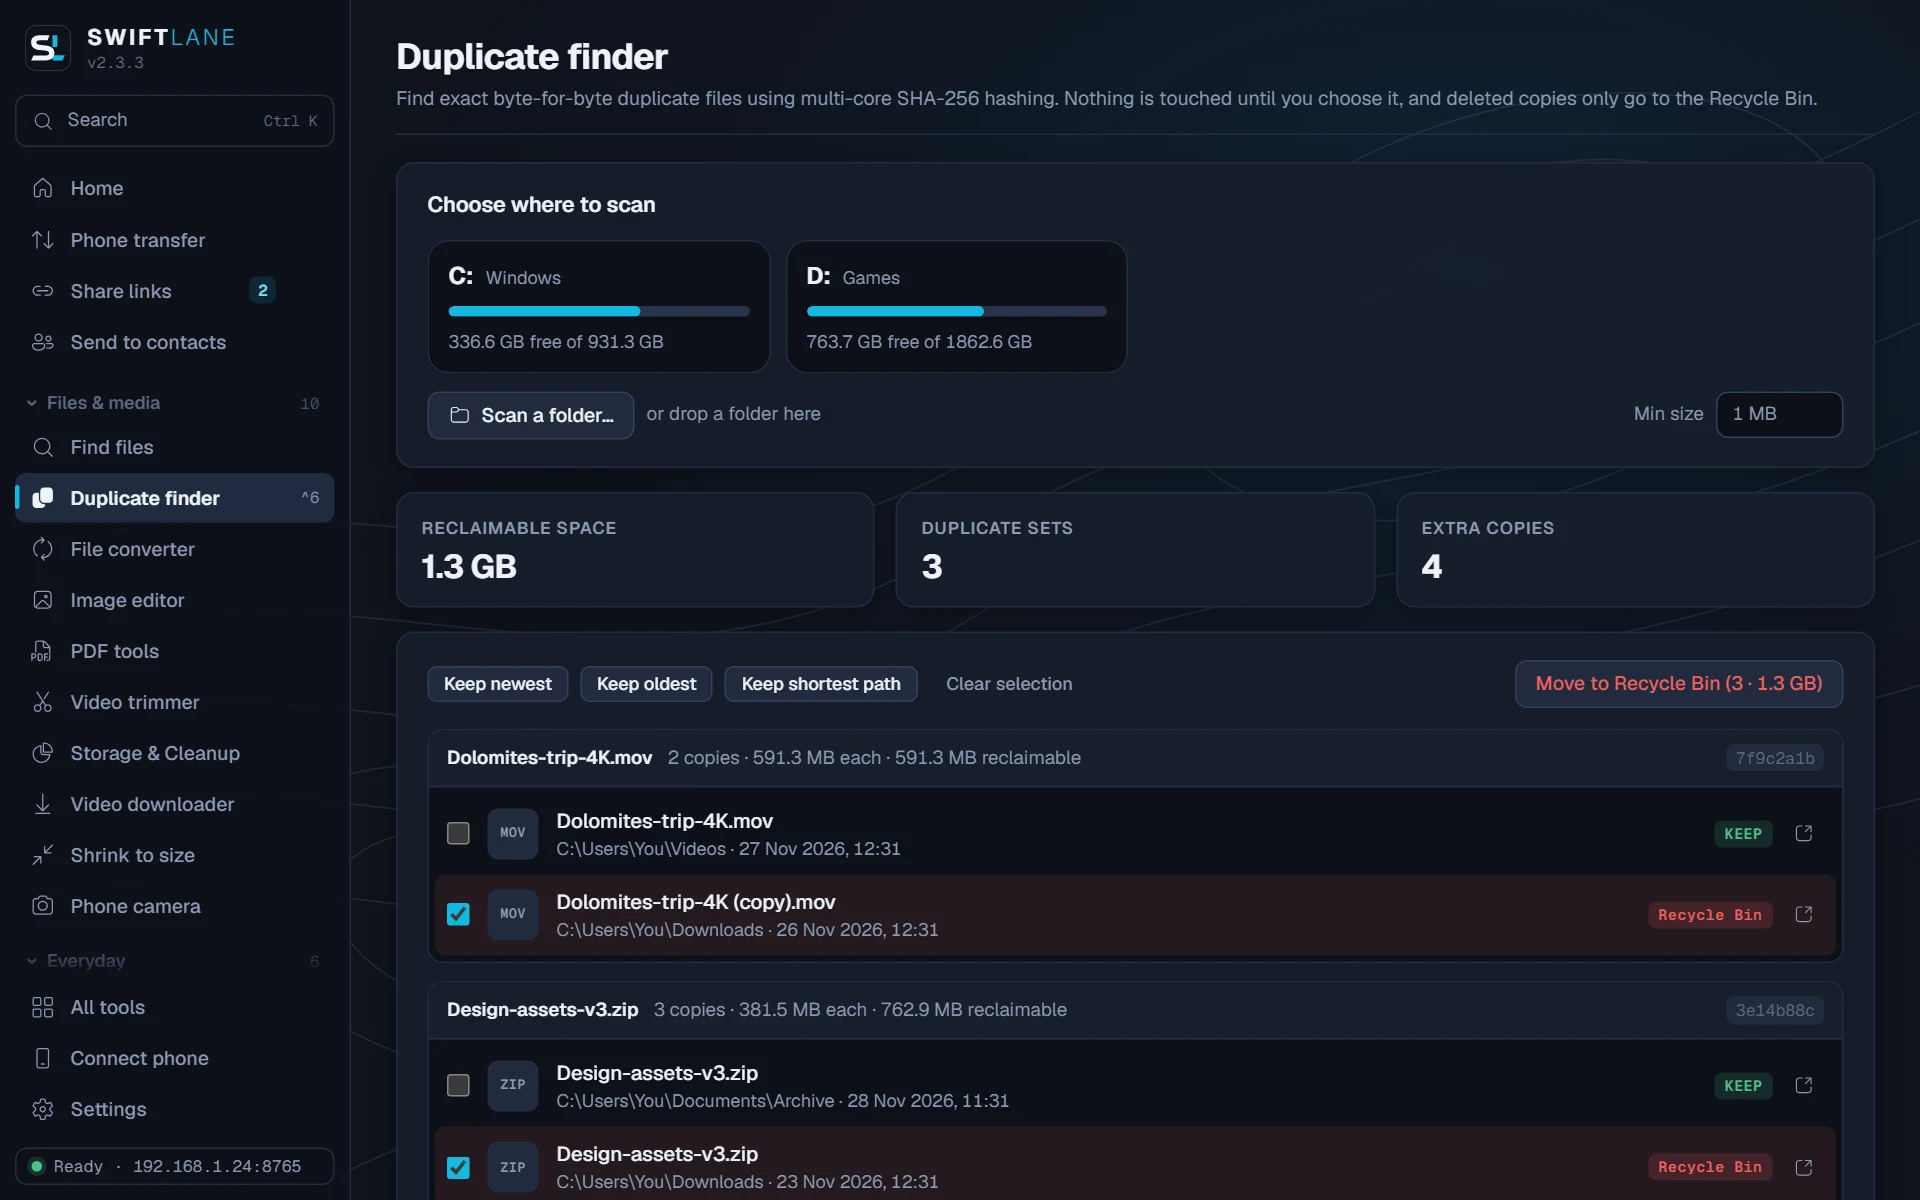 SWIFTLANE
v2.3.3
Search Ctrl K
Home
Phone transfer
Share links 2
Send to contacts
Files & media 10
Find files
Duplicate finder ^6
File converter
Image editor
PDF tools
Video trimmer
Storage & Cleanup
Video downloader
Shrink to size
Phone camera
Everyday 6
All tools
Connect phone
Settings
Ready · 192.168.1.24:8765
Duplicate finder
Find exact byte-for-byte duplicate files using multi-core SHA-256 hashing. Nothing is touched until you choose it, and deleted copies only go to the Recycle Bin.
Choose where to scan
C: Windows
336.6 GB free of 931.3 GB
D: Games
763.7 GB free of 1862.6 GB
Scan a folder... or drop a folder here
Min size 1 MB
RECLAIMABLE SPACE
1.3 GB
DUPLICATE SETS
3
EXTRA COPIES
4
Keep newest Keep oldest Keep shortest path Clear selection Move to Recycle Bin (3 · 1.3 GB)
Dolomites-trip-4K.mov 2 copies · 591.3 MB each · 591.3 MB reclaimable 7f9c2a1b
MOV Dolomites-trip-4K.mov KEEP
C:\Users\You\Videos · 27 Nov 2026, 12:31
MOV Dolomites-trip-4K (copy).mov Recycle Bin
C:\Users\You\Downloads · 26 Nov 2026, 12:31
Design-assets-v3.zip 3 copies · 381.5 MB each · 762.9 MB reclaimable 3e14b88c
ZIP Design-assets-v3.zip KEEP
C:\Users\You\Documents\Archive · 28 Nov 2026, 11:31
ZIP Design-assets-v3.zip Recycle Bin
C:\Users\You\Downloads · 23 Nov 2026, 12:31